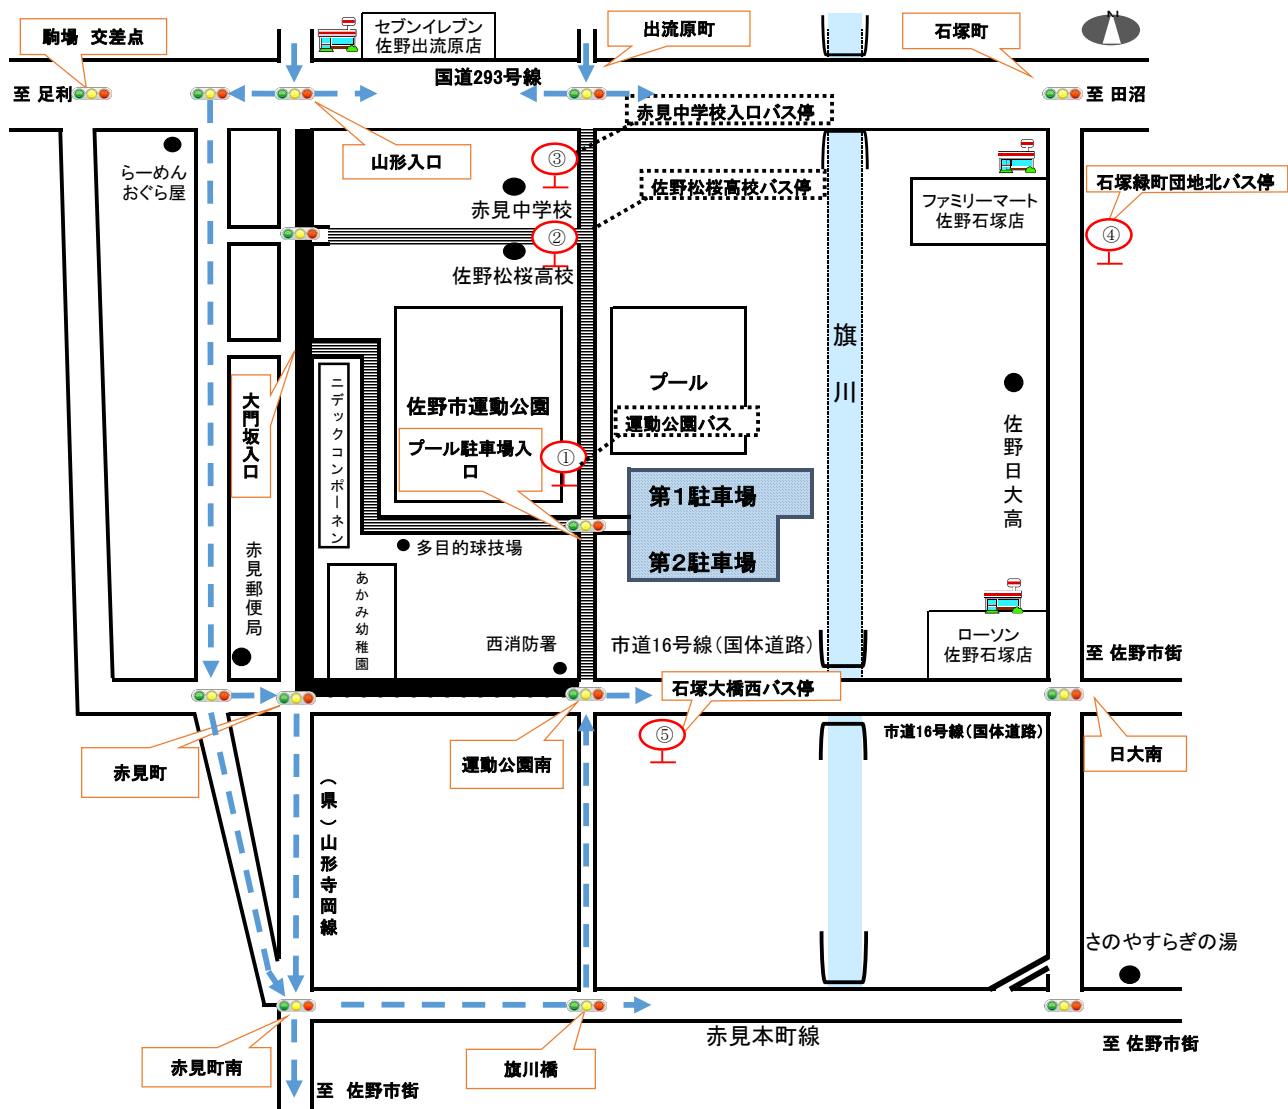 N
駒場 交差点
セブンイレブン
佐野出流原店
出流原町
石塚町
至 足利
国道293号線
至 田沼
赤見中学校入口バス停
山形入口
③
らーめん
おぐら屋
赤見中学校
佐野松桜高校バス停
ファミリーマート
佐野石塚店
石塚緑町団地北バス停
④
②
佐野松桜高校
旗川
プール
佐野市運動公園
運動公園バス
大門坂入口
ニデックコンポーネン
プール駐車場入
口
①
佐野日大高
第1駐車場
第2駐車場
多目的球技場
赤見郵便局
あかみ幼稚園
西消防署
市道16号線(国体道路)
ローソン
佐野石塚店
至 佐野市街
石塚大橋西バス停
⑤
市道16号線(国体道路)
赤見町
運動公園南
日大南
(県)山形寺岡線
さのやすらぎの湯
赤見本町線
至 佐野市街
赤見町南
旗川橋
至 佐野市街